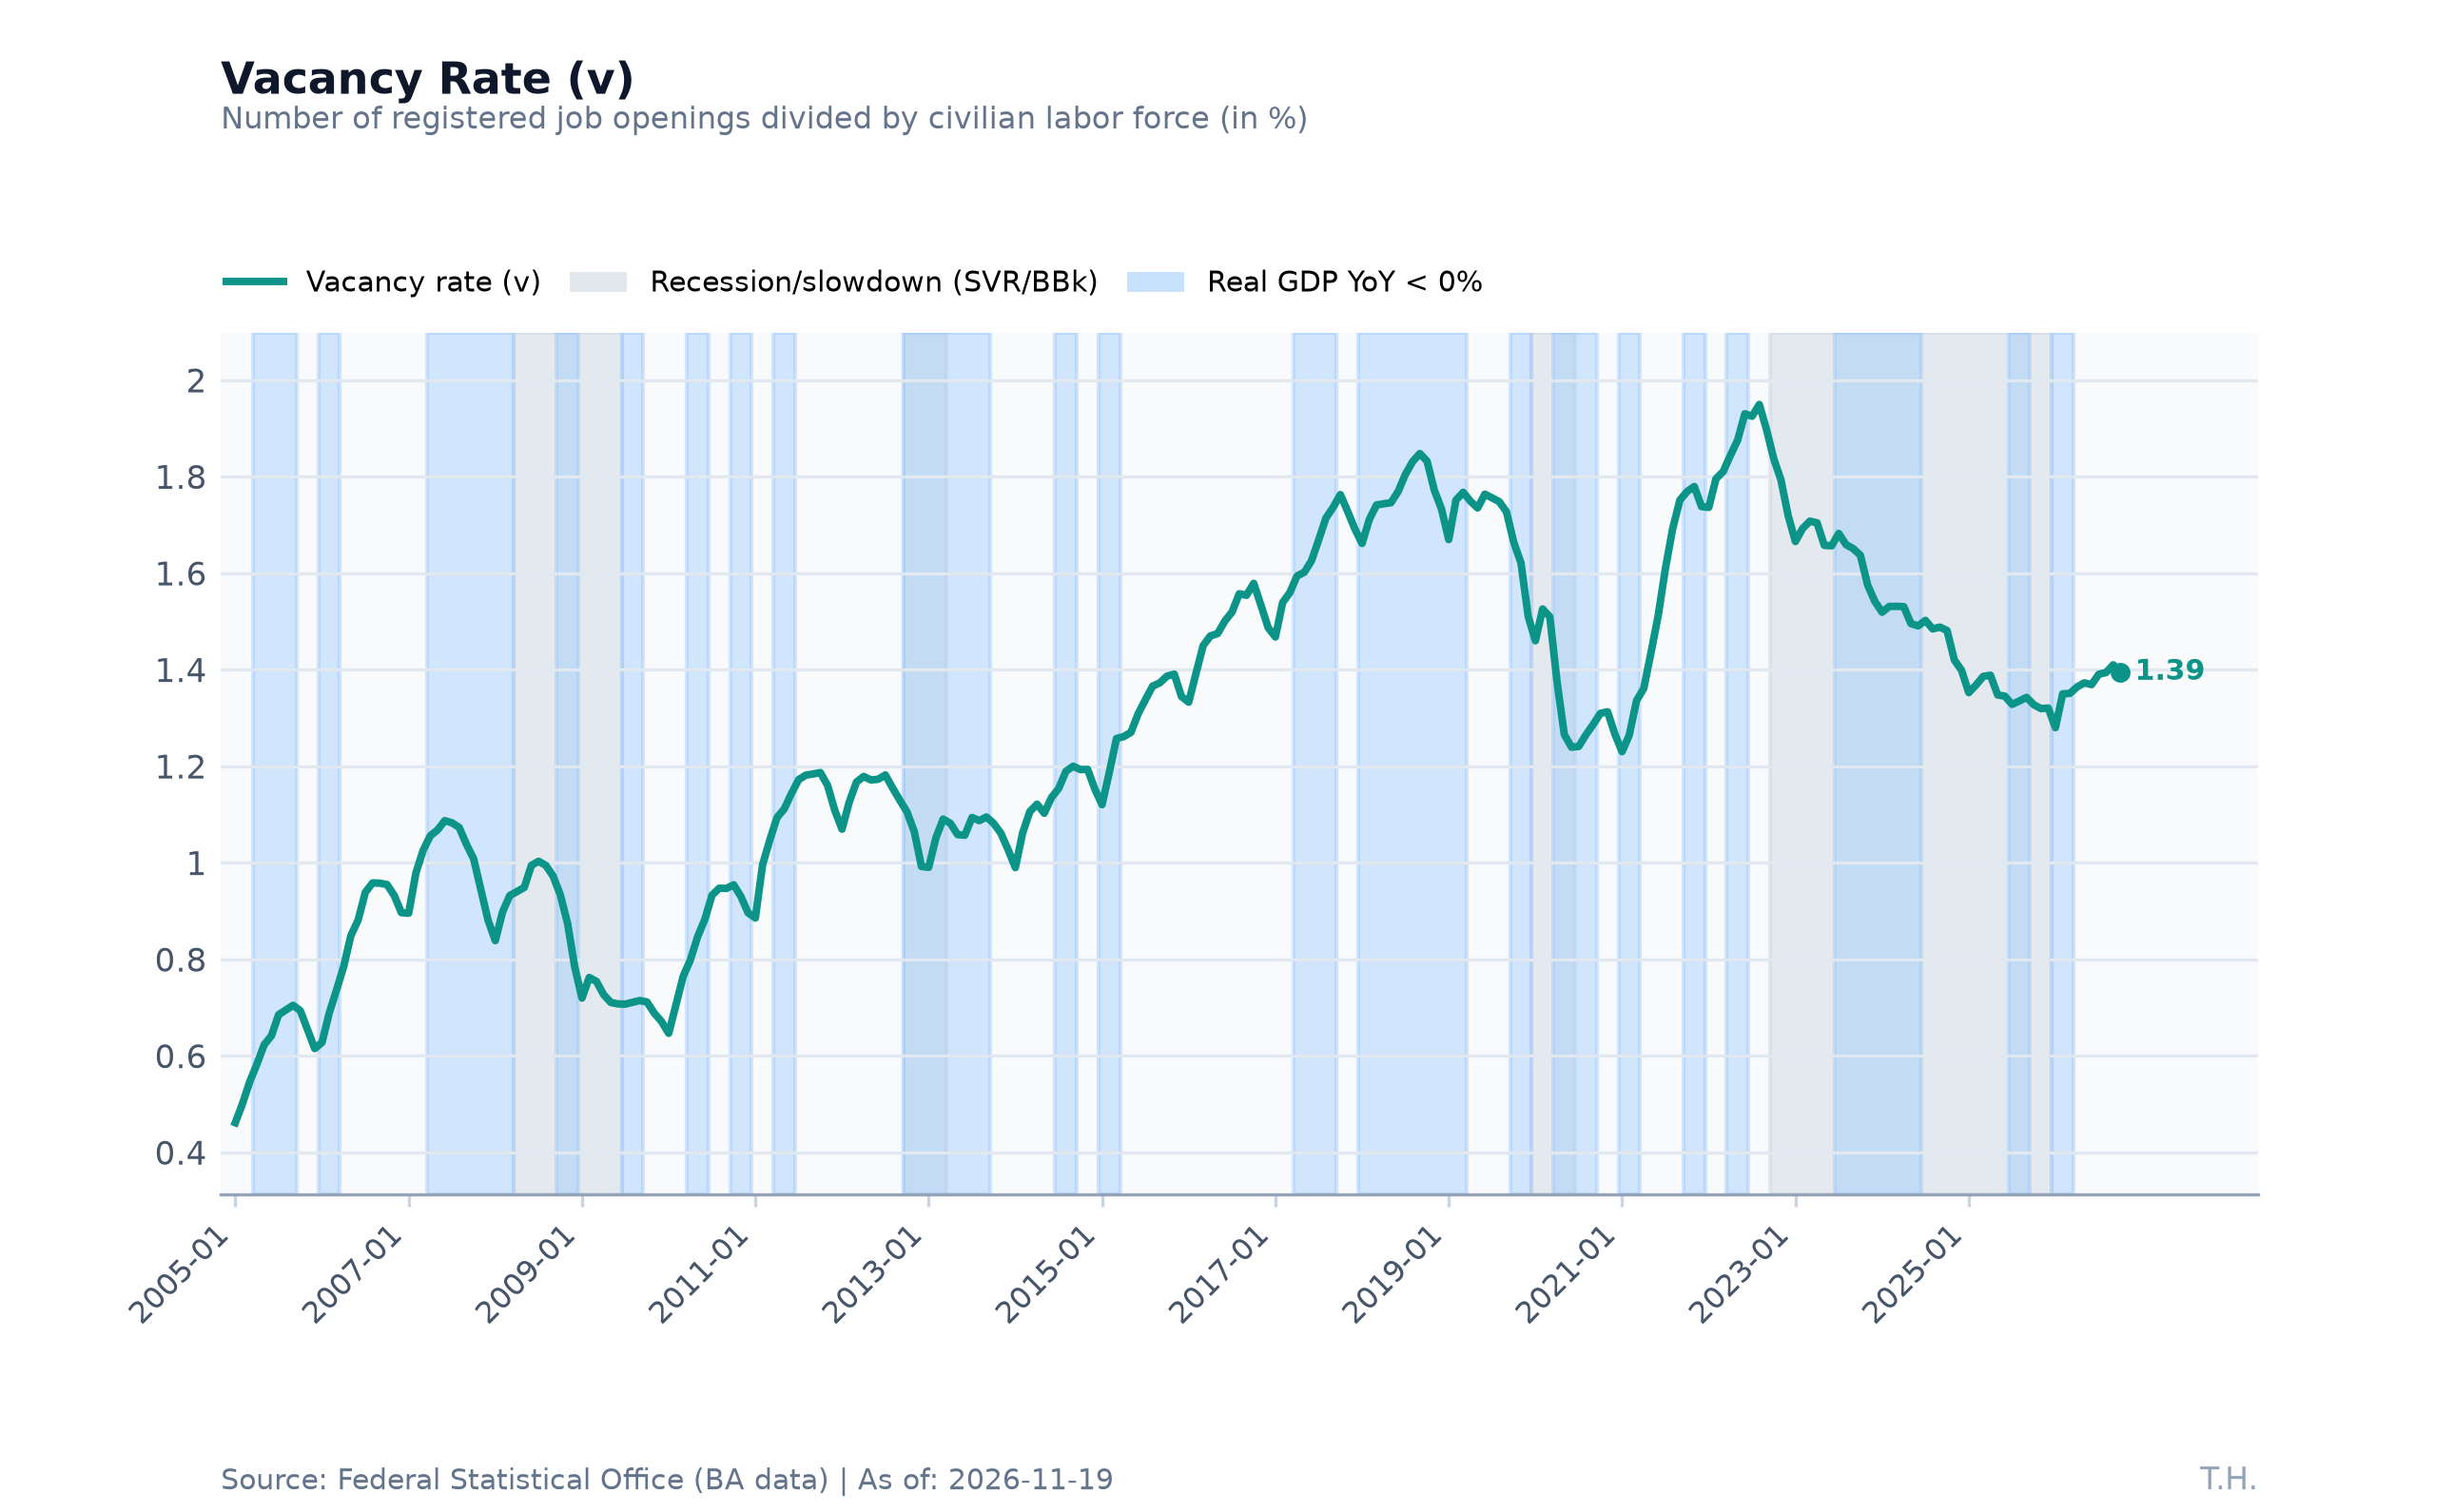 Vacancy Rate (v)
Number of registered job openings divided by civilian labor force (in %)
Vacancy rate (v) Recession/slowdown (SVR/BBk) Real GDP YoY < 0%
2
1.8
1.6
1.4
1.39
1.2
1
0.8
0.6
0.4
2005-01 2007-01 2009-01 2011-01 2013-01 2015-01 2017-01 2019-01 2021-01 2023-01 2025-01
Source: Federal Statistical Office (BA data) | As of: 2026-11-19
T.H.